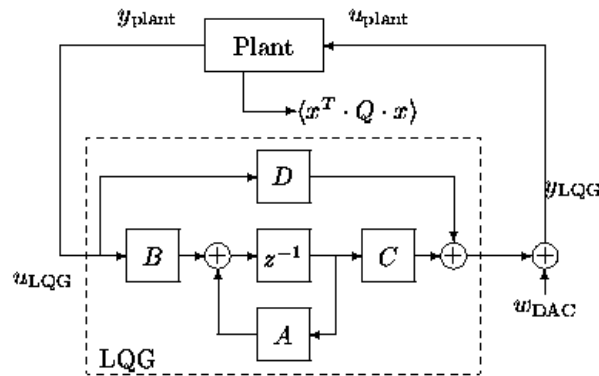 y_plant
u_plant
Plant
⟨x^T · Q · x⟩
D
y_LQG
B
+
z^{-1}
C
+
+
u_LQG
A
w_DAC
LQG